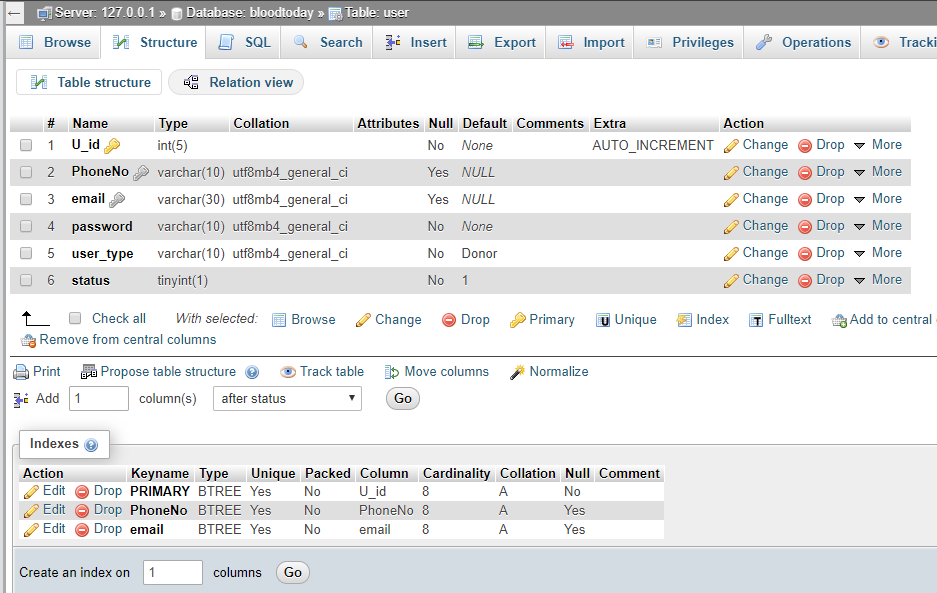 Server: 127.0.0.1 » Database: bloodtoday » Table: user
Browse Structure SQL Search Insert Export Import Privileges Operations
Table structure Relation view
# Name Type Collation Attributes Null Default Comments Extra Action
1 U_id int(5) No None AUTO_INCREMENT Change Drop More
2 PhoneNo varchar(10) utf8mb4_general_ci Yes NULL Change Drop More
3 email varchar(30) utf8mb4_general_ci Yes NULL Change Drop More
4 password varchar(10) utf8mb4_general_ci No None Change Drop More
5 user_type varchar(10) utf8mb4_general_ci No Donor Change Drop More
6 status tinyint(1) No 1 Change Drop More
Check all With selected: Browse Change Drop Primary Unique Index Fulltext Add to central
Remove from central columns
Print Propose table structure Track table Move columns Normalize
Add 1 column(s) after status Go
Indexes
Action Keyname Type Unique Packed Column Cardinality Collation Null Comment
Edit Drop PRIMARY BTREE Yes No U_id 8 A No
Edit Drop PhoneNo BTREE Yes No PhoneNo 8 A Yes
Edit Drop email BTREE Yes No email 8 A Yes
Create an index on 1 columns Go